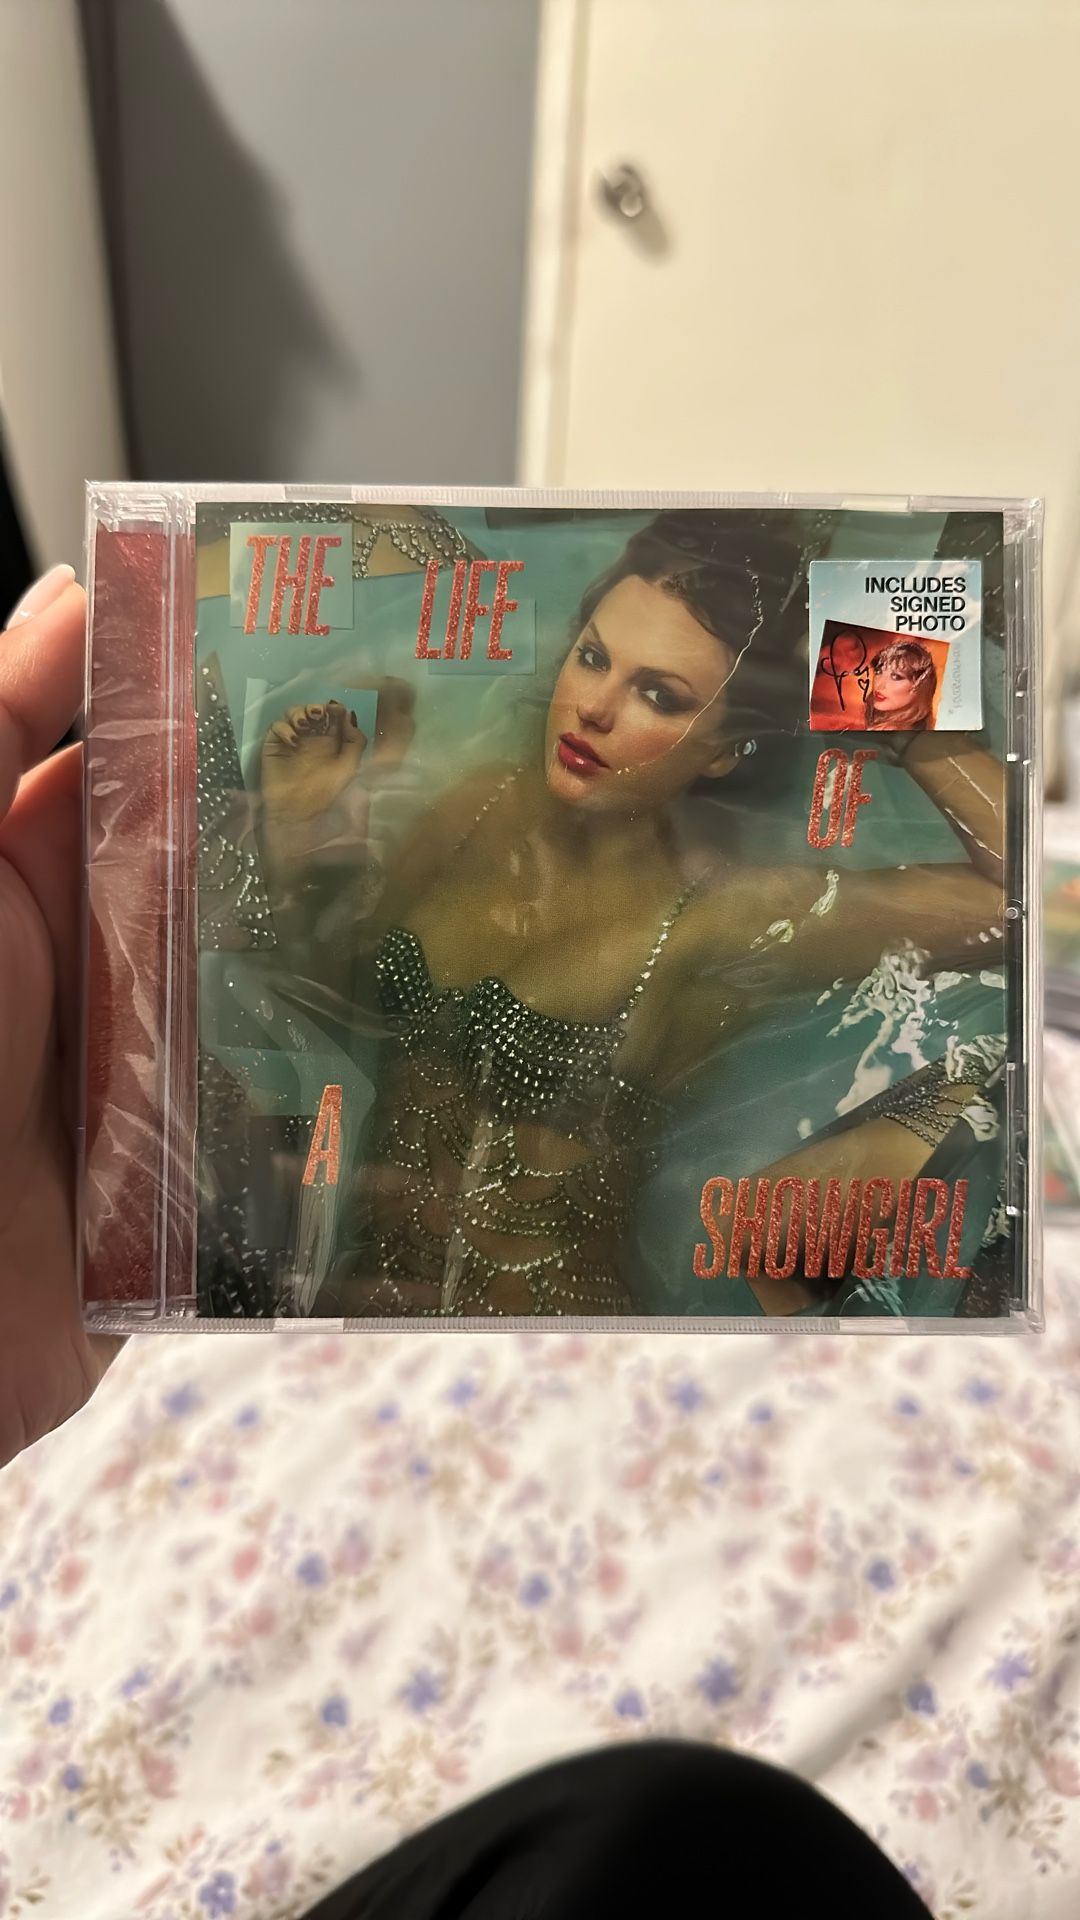 THE
LIFE
INCLUDES
SIGNED
PHOTO
OF
A
SHOWGIRL